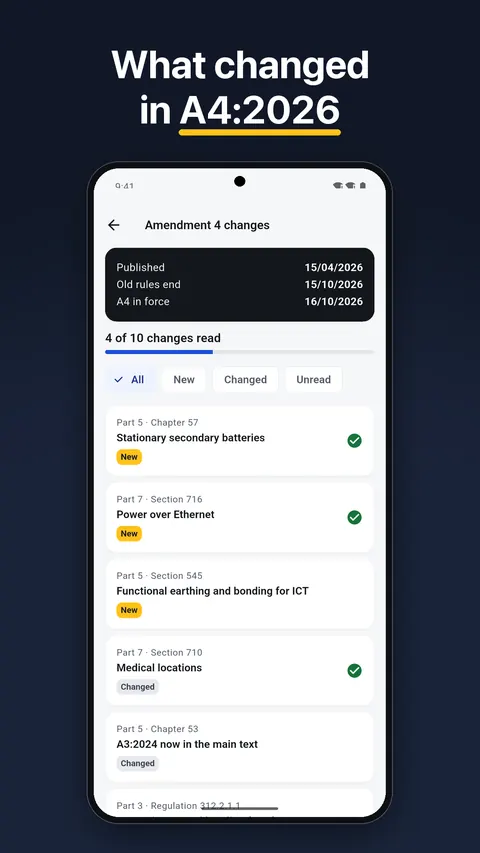 What changed
in A4:2026
9:41
Amendment 4 changes
Published 15/04/2026
Old rules end 15/10/2026
A4 in force 16/10/2026
4 of 10 changes read
All New Changed Unread
Part 5 · Chapter 57
Stationary secondary batteries
New
Part 7 · Section 716
Power over Ethernet
New
Part 5 · Section 545
Functional earthing and bonding for ICT
New
Part 7 · Section 710
Medical locations
Changed
Part 5 · Chapter 53
A3:2024 now in the main text
Changed
Part 3 · Regulation 312.2.1.1